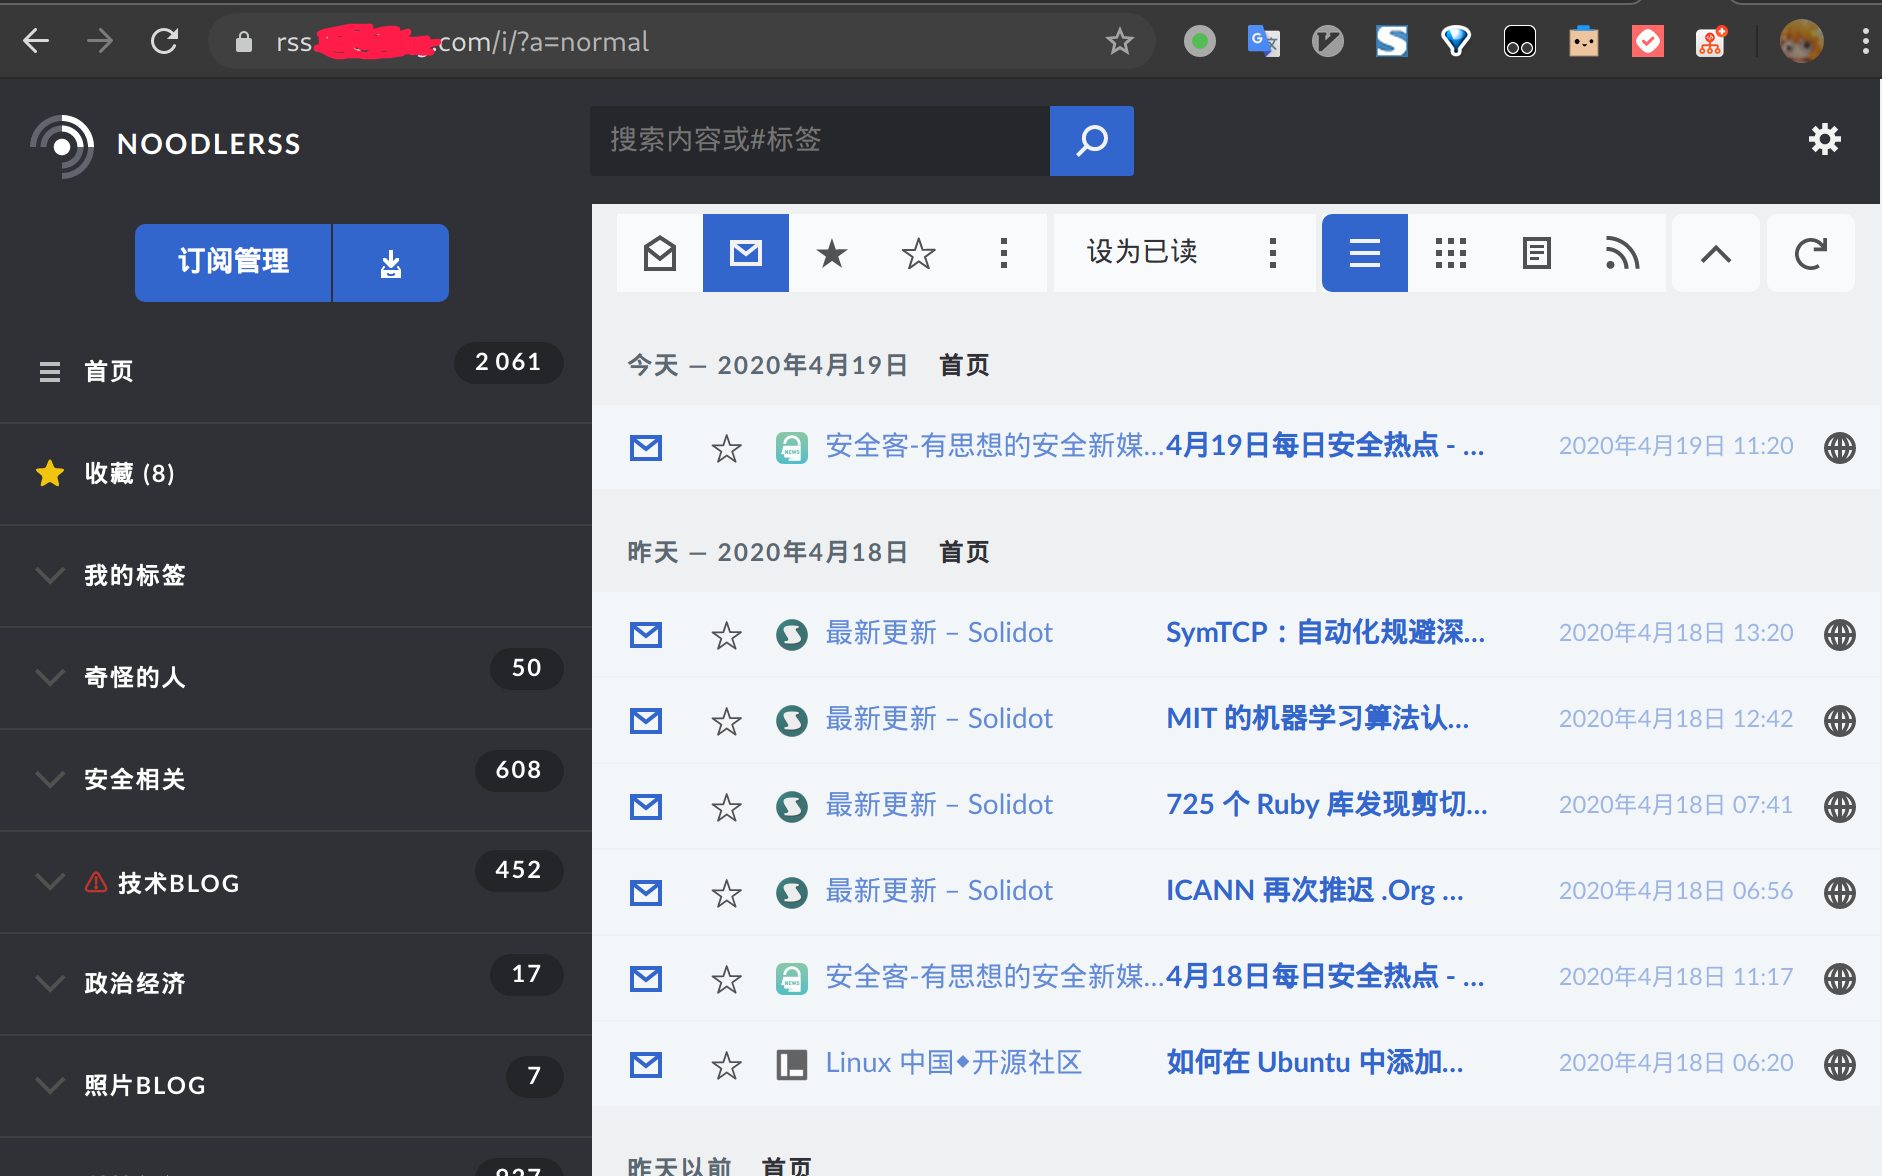 rss .com/i/?a=normal
NOODLERSS
搜索内容或#标签
订阅管理
设为已读
首页 2 061
收藏 (8)
我的标签
奇怪的人 50
安全相关 608
技术BLOG 452
政治经济 17
照片BLOG 7
今天 — 2020年4月19日 首页
安全客-有思想的安全新媒... 4月19日每日安全热点 - ... 2020年4月19日 11:20
昨天 — 2020年4月18日 首页
最新更新 – Solidot SymTCP：自动化规避深... 2020年4月18日 13:20
最新更新 – Solidot MIT 的机器学习算法认... 2020年4月18日 12:42
最新更新 – Solidot 725 个 Ruby 库发现剪切... 2020年4月18日 07:41
最新更新 – Solidot ICANN 再次推迟 .Org ... 2020年4月18日 06:56
安全客-有思想的安全新媒... 4月18日每日安全热点 - ... 2020年4月18日 11:17
Linux 中国◆开源社区 如何在 Ubuntu 中添加... 2020年4月18日 06:20
昨天以前 首页